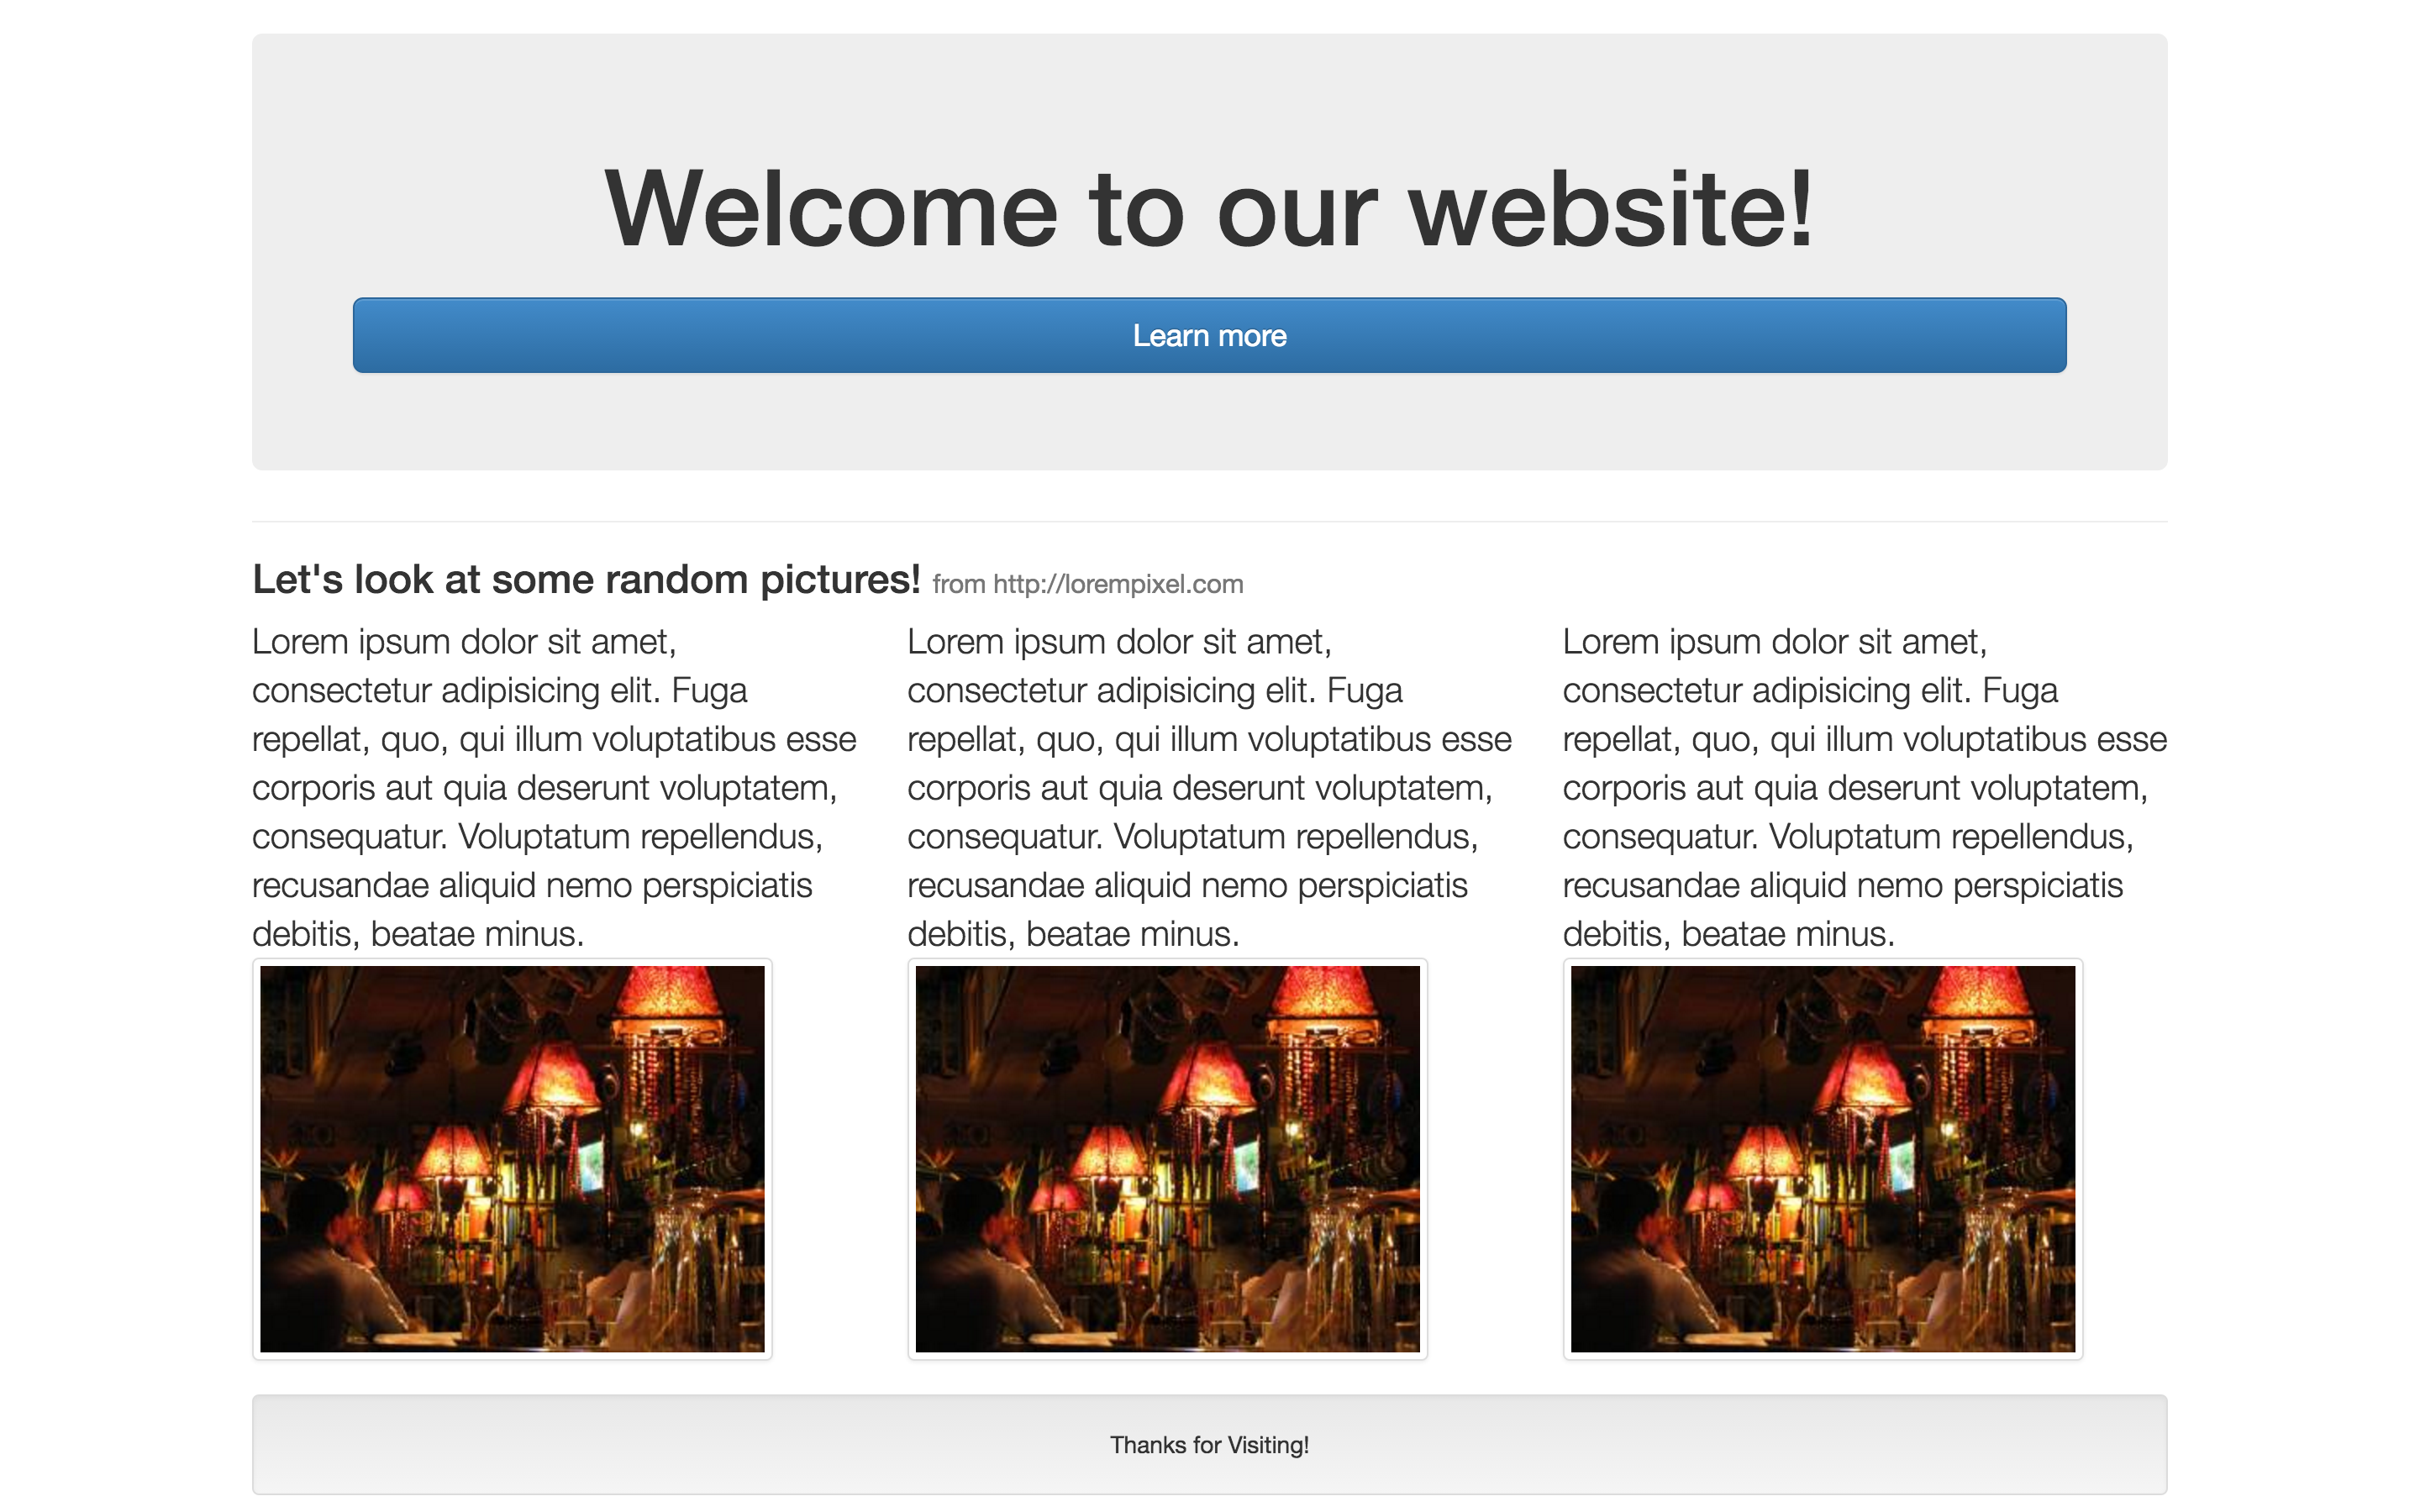 Welcome to our website!
Learn more
Let's look at some random pictures! from http://lorempixel.com
Lorem ipsum dolor sit amet,
consectetur adipisicing elit. Fuga
repellat, quo, qui illum voluptatibus esse
corporis aut quia deserunt voluptatem,
consequatur. Voluptatum repellendus,
recusandae aliquid nemo perspiciatis
debitis, beatae minus.
Lorem ipsum dolor sit amet,
consectetur adipisicing elit. Fuga
repellat, quo, qui illum voluptatibus esse
corporis aut quia deserunt voluptatem,
consequatur. Voluptatum repellendus,
recusandae aliquid nemo perspiciatis
debitis, beatae minus.
Lorem ipsum dolor sit amet,
consectetur adipisicing elit. Fuga
repellat, quo, qui illum voluptatibus esse
corporis aut quia deserunt voluptatem,
consequatur. Voluptatum repellendus,
recusandae aliquid nemo perspiciatis
debitis, beatae minus.
Thanks for Visiting!